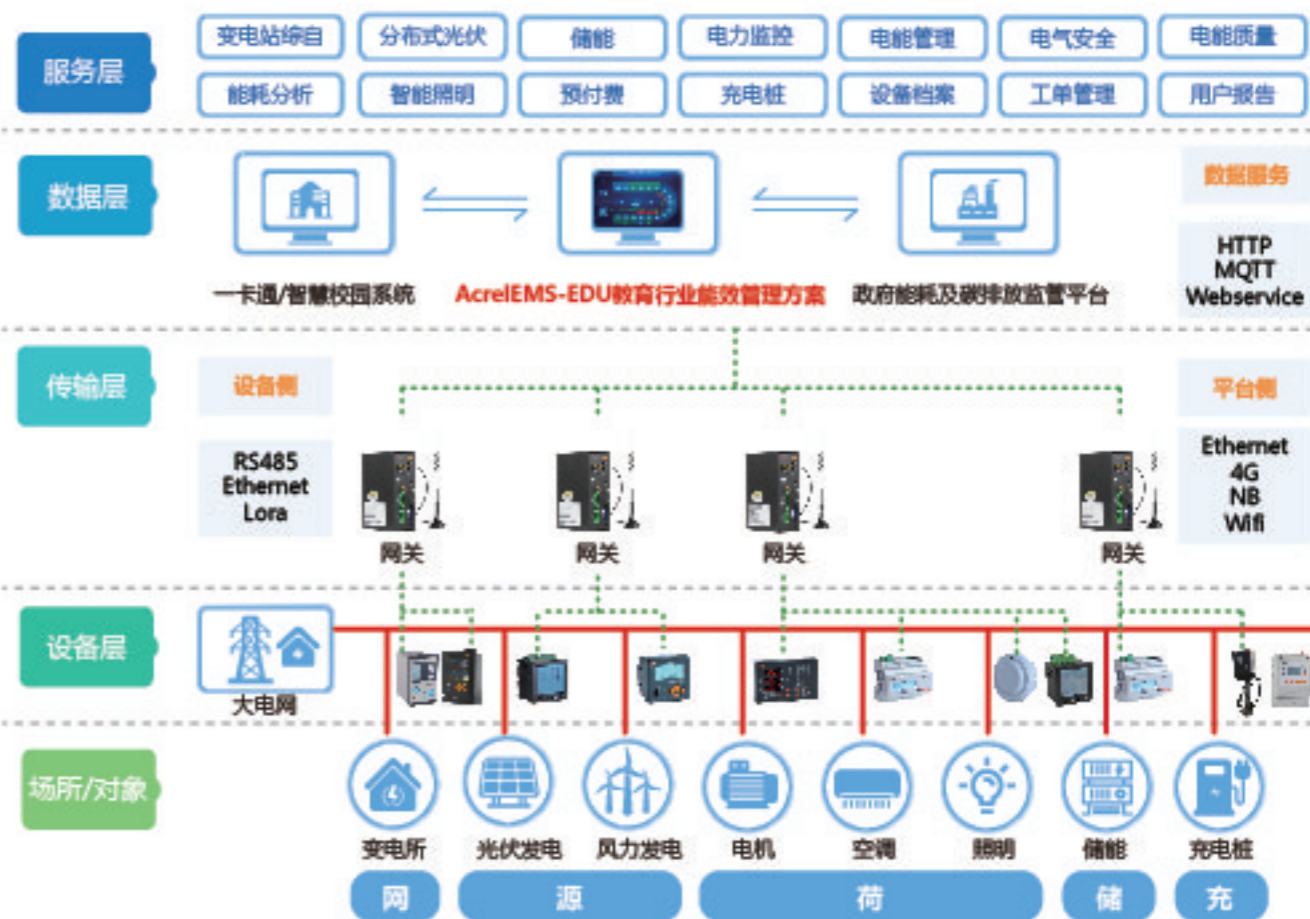 服务层
变电站综自
分布式光伏
储能
电力监控
电能管理
电气安全
电能质量
能耗分析
智能照明
预付费
充电桩
设备档案
工单管理
用户报告
数据层
一卡通/智慧校园系统
AcrelEMS-EDU教育行业能效管理方案
政府能耗及碳排放监管平台
数据服务
HTTP
MQTT
Webservice
传输层
设备侧
RS485
Ethernet
Lora
网关
网关
网关
网关
平台侧
Ethernet
4G
NB
Wifi
设备层
大电网
场所/对象
变电所
光伏发电
风力发电
电机
空调
照明
储能
充电桩
网
源
荷
储
充